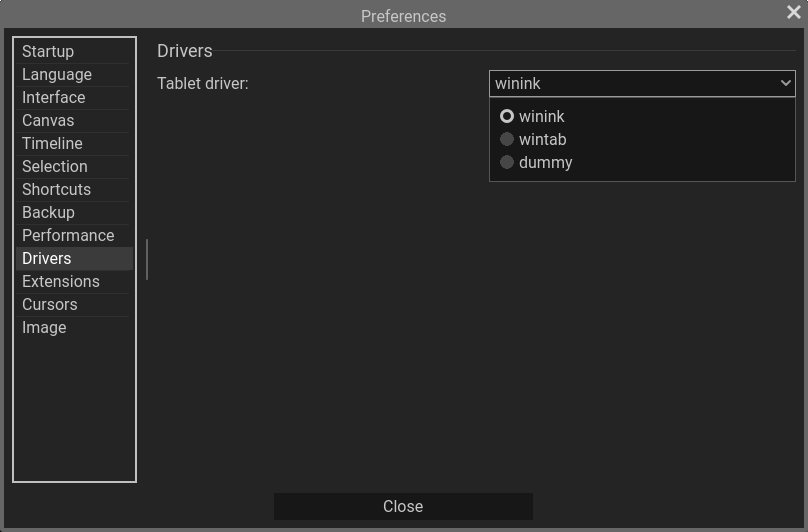 Preferences
Startup
Language
Interface
Canvas
Timeline
Selection
Shortcuts
Backup
Performance
Drivers
Extensions
Cursors
Image
Drivers
Tablet driver:
winink
winink
wintab
dummy
Close